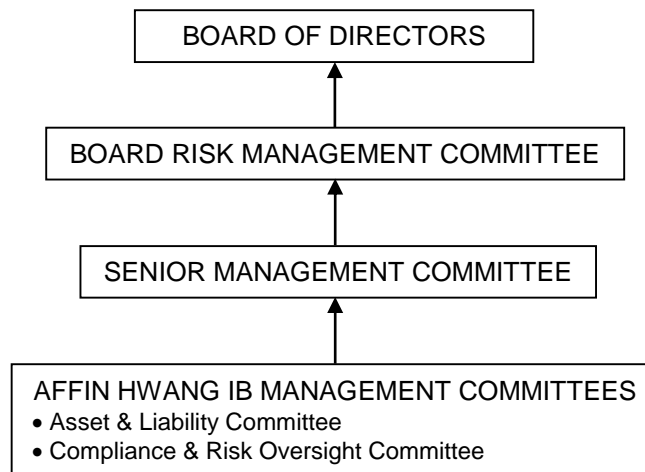 BOARD OF DIRECTORS
BOARD RISK MANAGEMENT COMMITTEE
SENIOR MANAGEMENT COMMITTEE
AFFIN HWANG IB MANAGEMENT COMMITTEES
• Asset & Liability Committee
• Compliance & Risk Oversight Committee